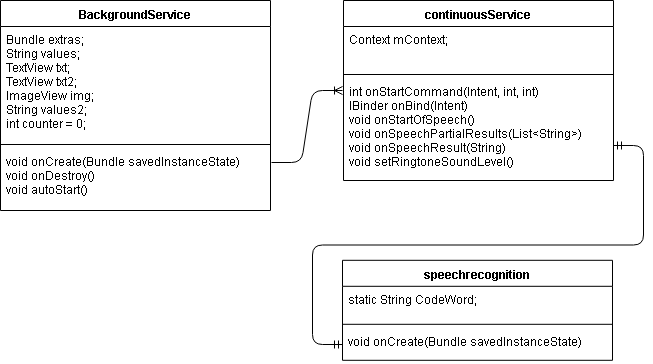 BackgroundService
Bundle extras;
String values;
TextView txt;
TextView txt2;
ImageView img;
String values2;
int counter = 0;
void onCreate(Bundle savedInstanceState)
void onDestroy()
void autoStart()
continuousService
Context mContext;
int onStartCommand(Intent, int, int)
IBinder onBind(Intent)
void onStartOfSpeech()
void onSpeechPartialResults(List<String>)
void onSpeechResult(String)
void setRingtoneSoundLevel()
speechrecognition
static String CodeWord;
void onCreate(Bundle savedInstanceState)